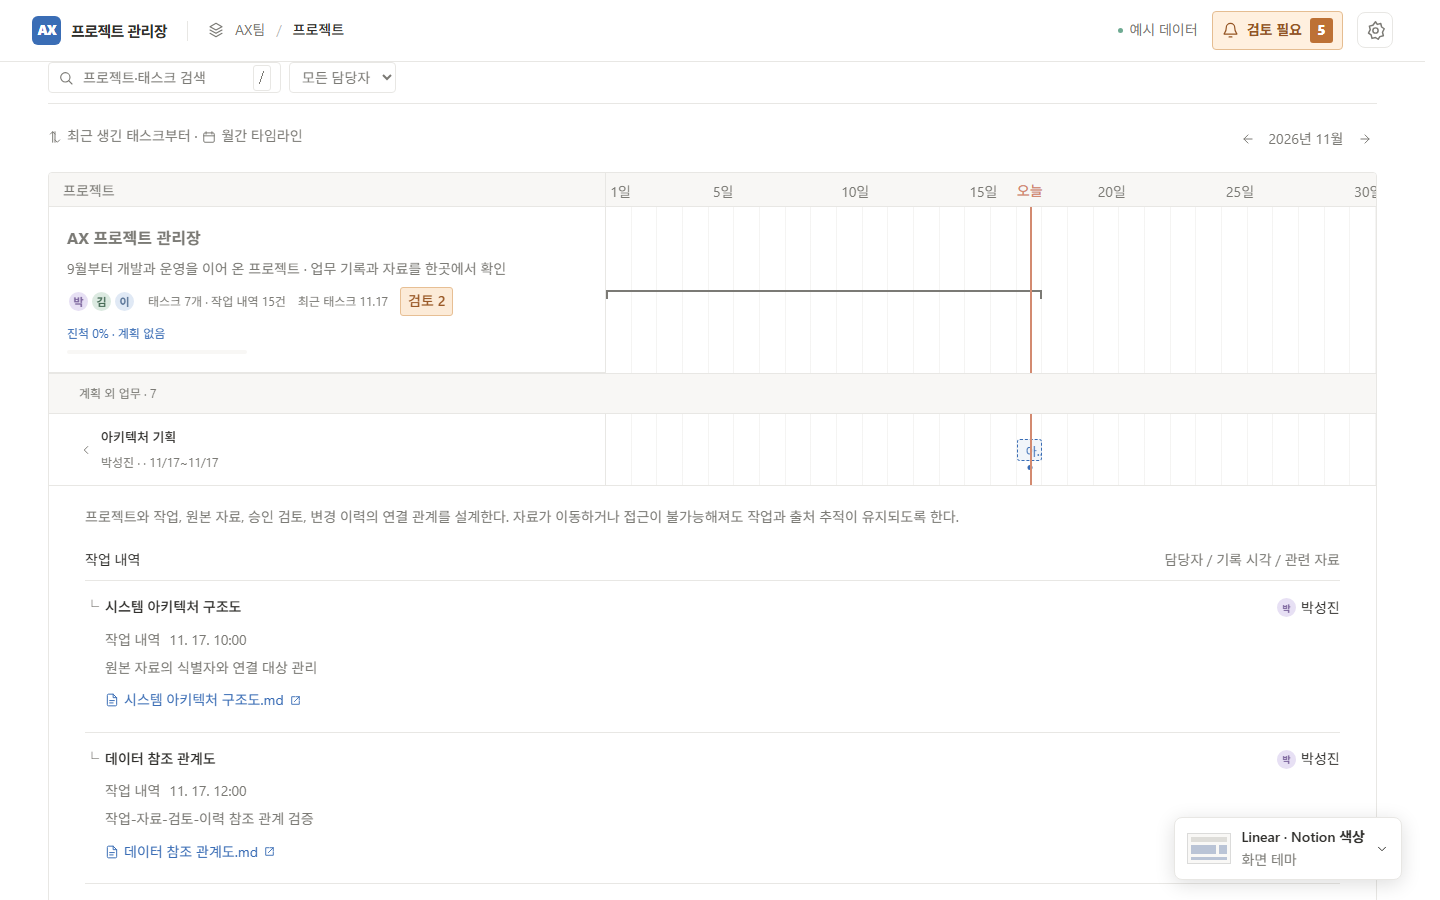 AX 프로젝트 관리장 AX팀 / 프로젝트 예시 데이터 검토 필요 5
프로젝트·태스크 검색 / 모든 담당자
최근 생긴 태스크부터 · 월간 타임라인 2026년 11월
프로젝트 1일 5일 10일 15일 오늘 20일 25일 30일
AX 프로젝트 관리장
9월부터 개발과 운영을 이어 온 프로젝트 · 업무 기록과 자료를 한곳에서 확인
박 김 이 태스크 7개 · 작업 내역 15건 최근 태스크 11.17 검토 2
진척 0% · 계획 없음
계획 외 업무 · 7
아키텍처 기획
박성진 · · 11/17~11/17
프로젝트와 작업, 원본 자료, 승인 검토, 변경 이력의 연결 관계를 설계한다. 자료가 이동하거나 접근이 불가능해져도 작업과 출처 추적이 유지되도록 한다.
작업 내역 담당자 / 기록 시각 / 관련 자료
시스템 아키텍처 구조도 박 박성진
작업 내역 11. 17. 10:00
원본 자료의 식별자와 연결 대상 관리
시스템 아키텍처 구조도.md
데이터 참조 관계도 박 박성진
작업 내역 11. 17. 12:00
작업-자료-검토-이력 참조 관계 검증
데이터 참조 관계도.md
Linear · Notion 색상
화면 테마